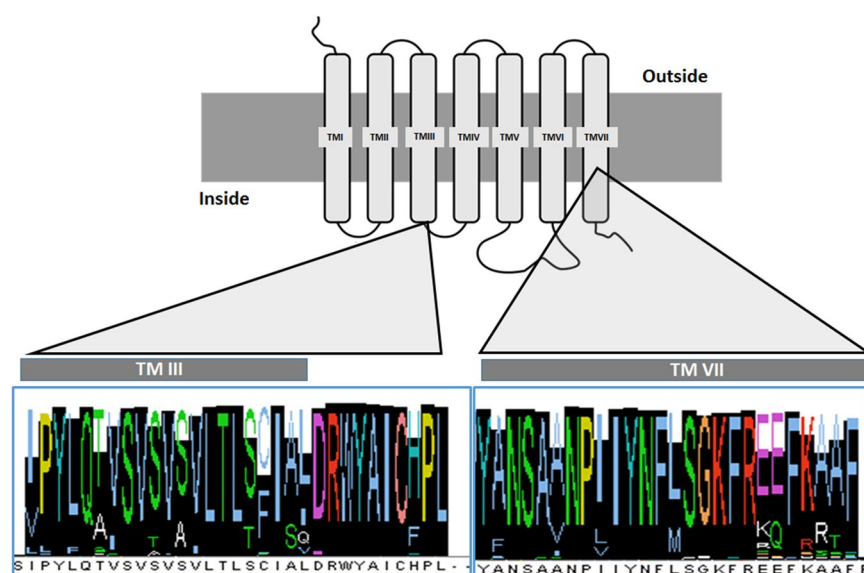 Outside
TMI TMII TMIII TMIV TMV TMVI TMVII
Inside
TM III TM VII
SIPYLQTVSVSVSVLTLSCIALDRWYAICHPL-- YANSAANPIIYNFLSGKFREEFKAAF